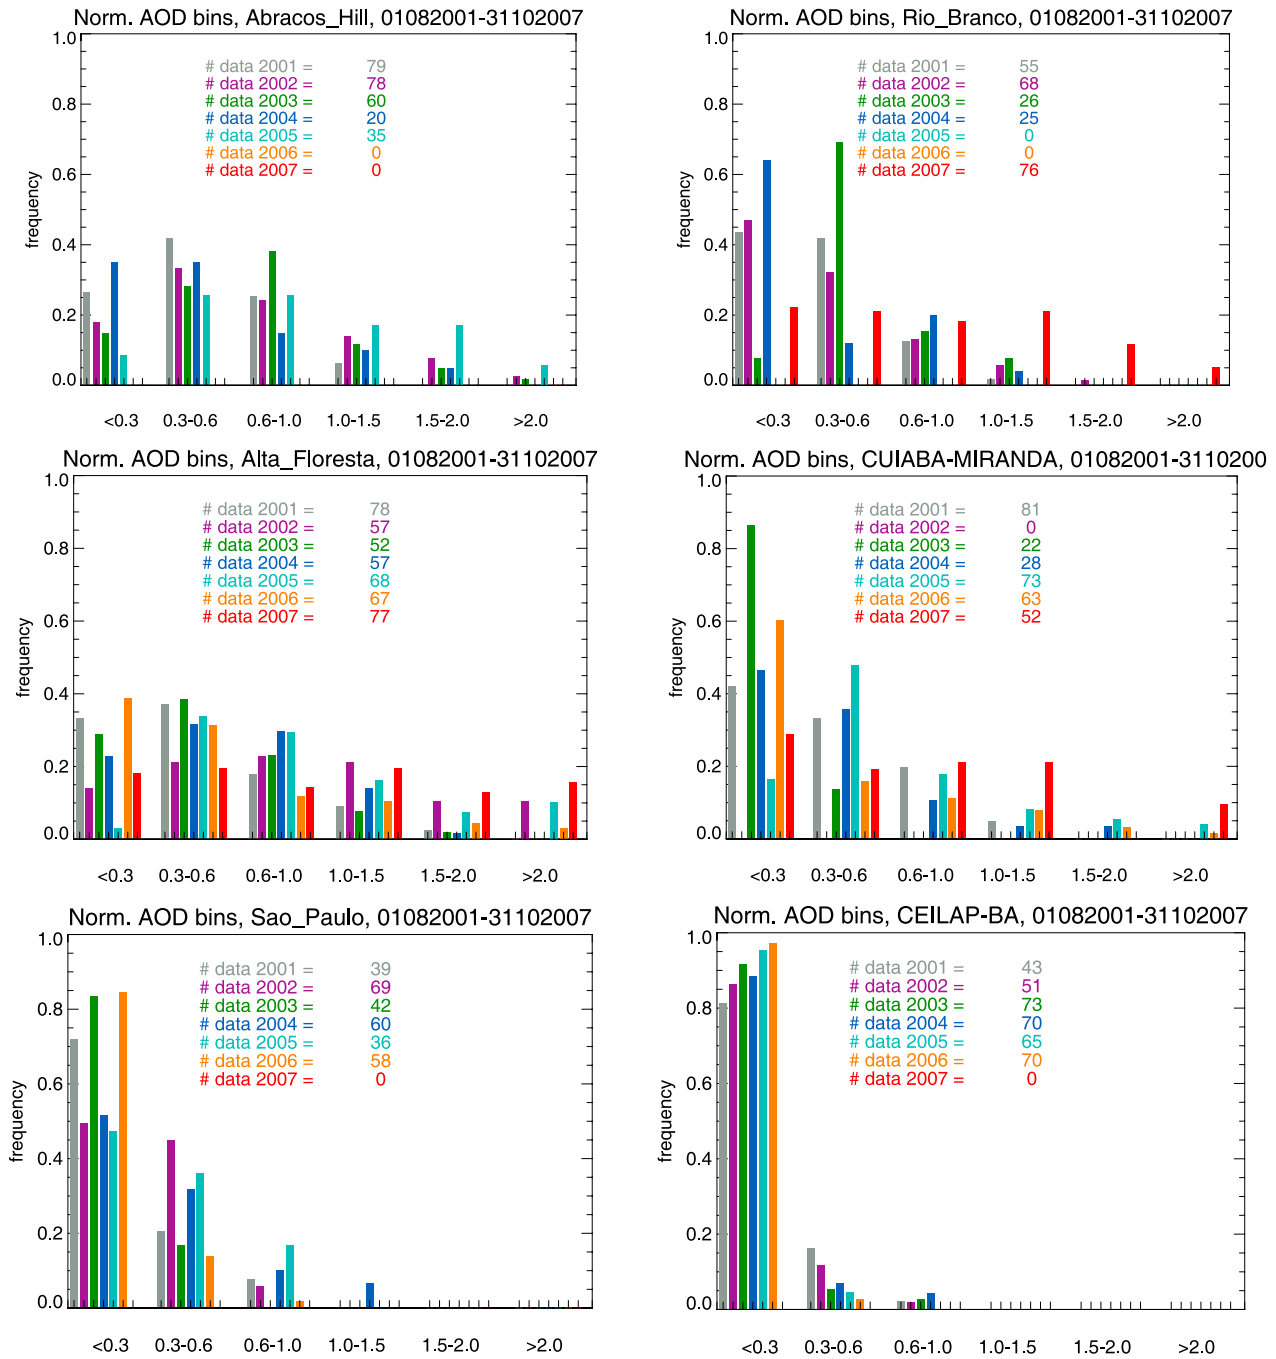 Norm. AOD bins, Abracos_Hill, 01082001-31102007
1.0
# data 2001 = 79
# data 2002 = 78
# data 2003 = 60
# data 2004 = 20
# data 2005 = 35
# data 2006 = 0
# data 2007 = 0
0.8
0.6
0.4
0.2
0.0
frequency
<0.3 0.3-0.6 0.6-1.0 1.0-1.5 1.5-2.0 >2.0
Norm. AOD bins, Rio_Branco, 01082001-31102007
1.0
# data 2001 = 55
# data 2002 = 68
# data 2003 = 26
# data 2004 = 25
# data 2005 = 0
# data 2006 = 0
# data 2007 = 76
0.8
0.6
0.4
0.2
0.0
frequency
<0.3 0.3-0.6 0.6-1.0 1.0-1.5 1.5-2.0 >2.0
Norm. AOD bins, Alta_Floresta, 01082001-31102007
1.0
# data 2001 = 78
# data 2002 = 57
# data 2003 = 52
# data 2004 = 57
# data 2005 = 68
# data 2006 = 67
# data 2007 = 77
0.8
0.6
0.4
0.2
0.0
frequency
<0.3 0.3-0.6 0.6-1.0 1.0-1.5 1.5-2.0 >2.0
Norm. AOD bins, CUIABA-MIRANDA, 01082001-3110200
1.0
# data 2001 = 81
# data 2002 = 0
# data 2003 = 22
# data 2004 = 28
# data 2005 = 73
# data 2006 = 63
# data 2007 = 52
0.8
0.6
0.4
0.2
0.0
frequency
<0.3 0.3-0.6 0.6-1.0 1.0-1.5 1.5-2.0 >2.0
Norm. AOD bins, Sao_Paulo, 01082001-31102007
1.0
# data 2001 = 39
# data 2002 = 69
# data 2003 = 42
# data 2004 = 60
# data 2005 = 36
# data 2006 = 58
# data 2007 = 0
0.8
0.6
0.4
0.2
0.0
frequency
<0.3 0.3-0.6 0.6-1.0 1.0-1.5 1.5-2.0 >2.0
Norm. AOD bins, CEILAP-BA, 01082001-31102007
1.0
# data 2001 = 43
# data 2002 = 51
# data 2003 = 73
# data 2004 = 70
# data 2005 = 65
# data 2006 = 70
# data 2007 = 0
0.8
0.6
0.4
0.2
0.0
frequency
<0.3 0.3-0.6 0.6-1.0 1.0-1.5 1.5-2.0 >2.0